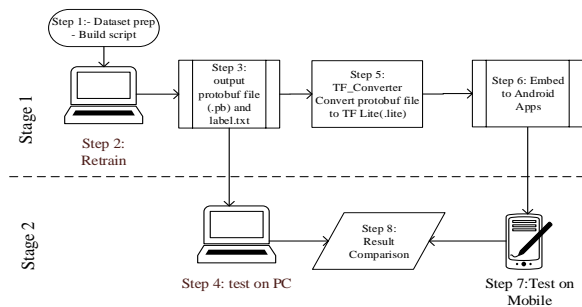 Step 1:- Dataset prep
- Build script
Stage 1
Step 2:
Retrain
Step 3:
output
protobuf file
(.pb) and
label.txt
Step 5:
TF_Converter
Convert protobuf file
to TF Lite(.lite)
Step 6: Embed
to Android
Apps
Stage 2
Step 4: test on PC
Step 8:
Result
Comparison
Step 7:Test on
Mobile